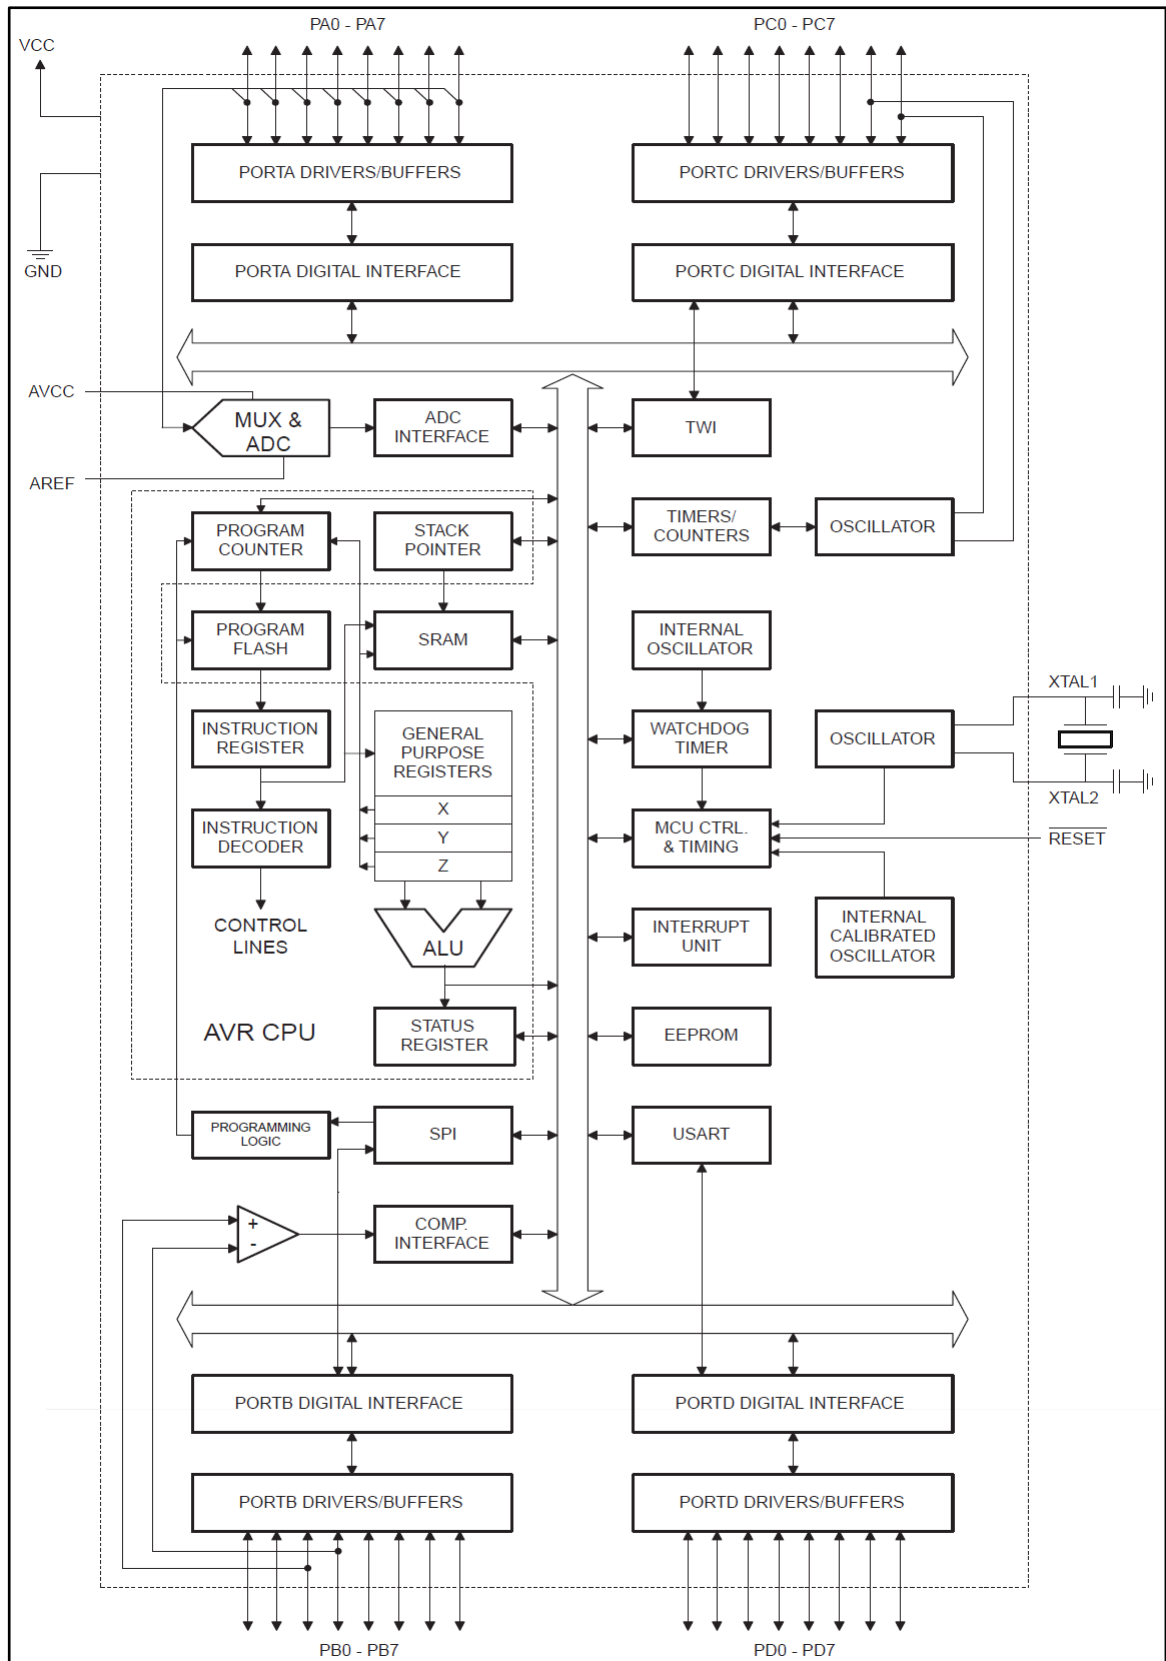 PA0 - PA7
PC0 - PC7
VCC
PORTA DRIVERS/BUFFERS
PORTC DRIVERS/BUFFERS
GND
PORTA DIGITAL INTERFACE
PORTC DIGITAL INTERFACE
AVCC
MUX &
ADC
ADC
INTERFACE
TWI
AREF
PROGRAM
COUNTER
STACK
POINTER
TIMERS/
COUNTERS
OSCILLATOR
PROGRAM
FLASH
SRAM
INTERNAL
OSCILLATOR
XTAL1
INSTRUCTION
REGISTER
GENERAL
PURPOSE
REGISTERS
WATCHDOG
TIMER
OSCILLATOR
XTAL2
X
INSTRUCTION
DECODER
Y
Z
MCU CTRL.
& TIMING
RESET
CONTROL
LINES
ALU
INTERRUPT
UNIT
INTERNAL
CALIBRATED
OSCILLATOR
AVR CPU
STATUS
REGISTER
EEPROM
PROGRAMMING
LOGIC
SPI
USART
+
-
COMP.
INTERFACE
PORTB DIGITAL INTERFACE
PORTD DIGITAL INTERFACE
PORTB DRIVERS/BUFFERS
PORTD DRIVERS/BUFFERS
PB0 - PB7
PD0 - PD7